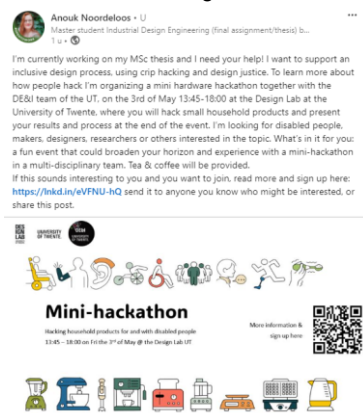 Anouk Noordeloos • U
Master student Industrial Design Engineering (final assignment/thesis) b...
1 u •
I'm currently working on my MSc thesis and I need your help! I want to support an
inclusive design process, using crip hacking and design justice. To learn more about
how people hack I'm organizing a mini hardware hackathon together with the
DE&I team of the UT. on the 3rd of May 13:45-18:00 at the Design Lab at the
University of Twente, where you will hack small household products and present
your results and process at the end of the event. I'm looking for disabled people,
makers, designers, researchers or others interested in the topic. What's in it for you:
a fun event that could broaden your horizon and experience with a mini-hackathon
in a multi-disciplinary team. Tea & coffee will be provided.
If this sounds interesting to you and you want to join, read more and sign up here:
https://lnkd.in/eVFNU-hQ send it to anyone you know who might be interested, or
share this post.
DES
IGN
LAB
UNIVERSITY
OF TWENTE.
Mini-hackathon
Hacking household products for and with disabled people
13:45 - 18:00 on Fri the 3rd of May @ the Design Lab UT
More information &
sign up here